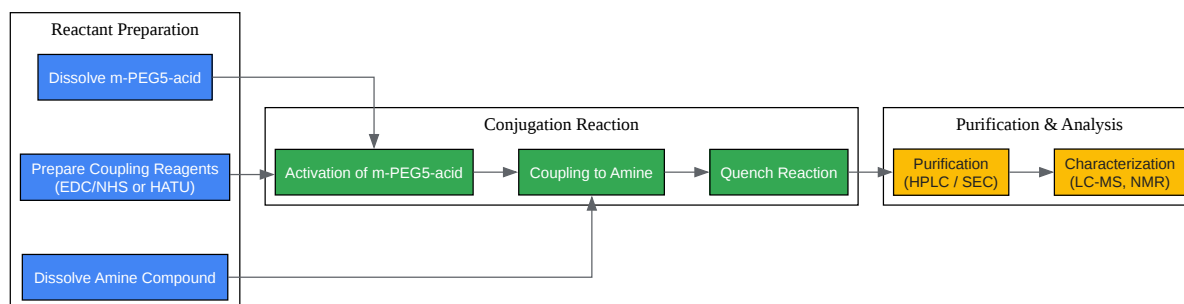 Reactant Preparation
Dissolve m-PEG5-acid
Prepare Coupling Reagents
(EDC/NHS or HATU)
Dissolve Amine Compound
Conjugation Reaction
Activation of m-PEG5-acid
Coupling to Amine
Quench Reaction
Purification & Analysis
Purification
(HPLC / SEC)
Characterization
(LC-MS, NMR)